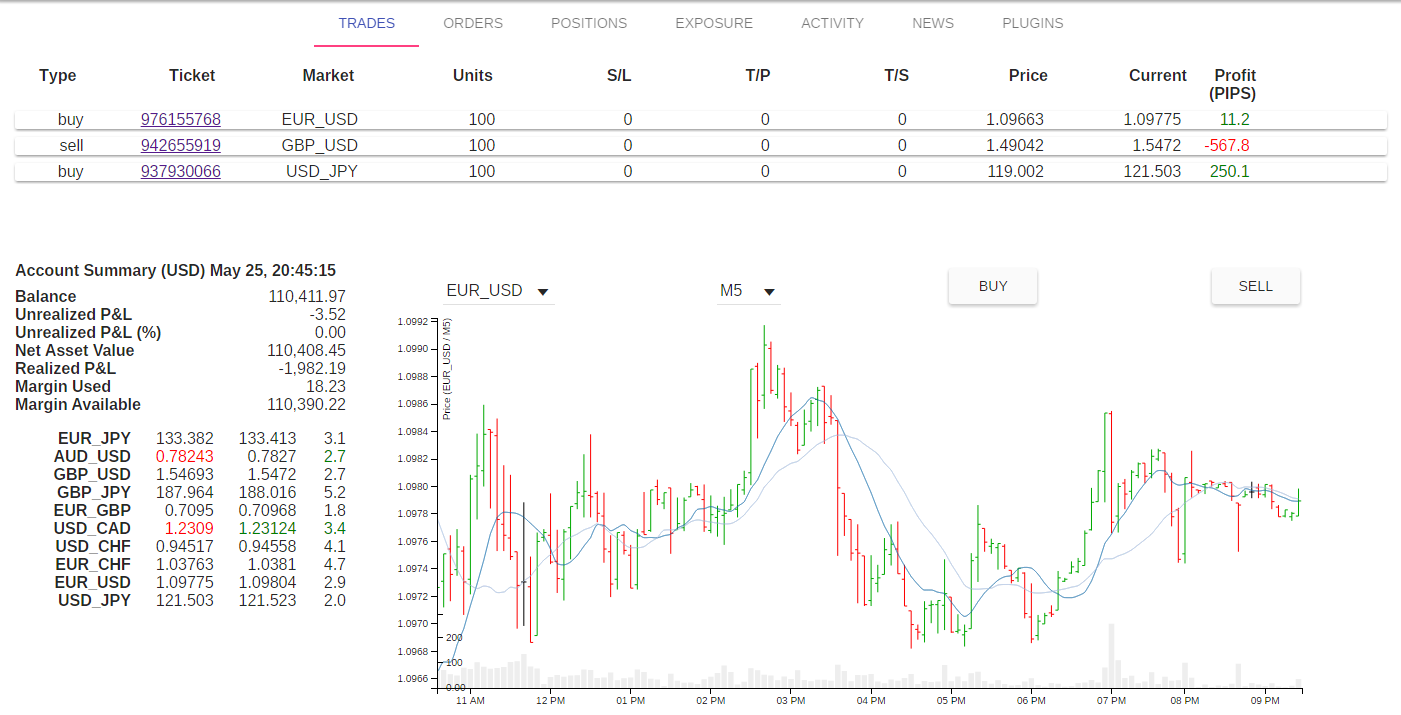 TRADES ORDERS POSITIONS EXPOSURE ACTIVITY NEWS PLUGINS
Type Ticket Market Units S/L T/P T/S Price Current Profit
(PIPS)
buy 976155768 EUR_USD 100 0 0 0 1.09663 1.09775 11.2
sell 942655919 GBP_USD 100 0 0 0 1.49042 1.5472 -567.8
buy 937930066 USD_JPY 100 0 0 0 119.002 121.503 250.1
Account Summary (USD) May 25, 20:45:15
Balance 110,411.97
Unrealized P&L -3.52
Unrealized P&L (%) 0.00
Net Asset Value 110,408.45
Realized P&L -1,982.19
Margin Used 18.23
Margin Available 110,390.22
EUR_JPY 133.382 133.413 3.1
AUD_USD 0.78243 0.7827 2.7
GBP_USD 1.54693 1.5472 2.7
GBP_JPY 187.964 188.016 5.2
EUR_GBP 0.7095 0.70968 1.8
USD_CAD 1.2309 1.23124 3.4
USD_CHF 0.94517 0.94558 4.1
EUR_CHF 1.03763 1.0381 4.7
EUR_USD 1.09775 1.09804 2.9
USD_JPY 121.503 121.523 2.0
EUR_USD M5 BUY SELL
Price (EUR_USD / M5)
1.0992
1.0990
1.0988
1.0986
1.0984
1.0982
1.0980
1.0978
1.0976
1.0974
1.0972
1.0970
1.0968
1.0966
200
100
0.00
11 AM 12 PM 01 PM 02 PM 03 PM 04 PM 05 PM 06 PM 07 PM 08 PM 09 PM